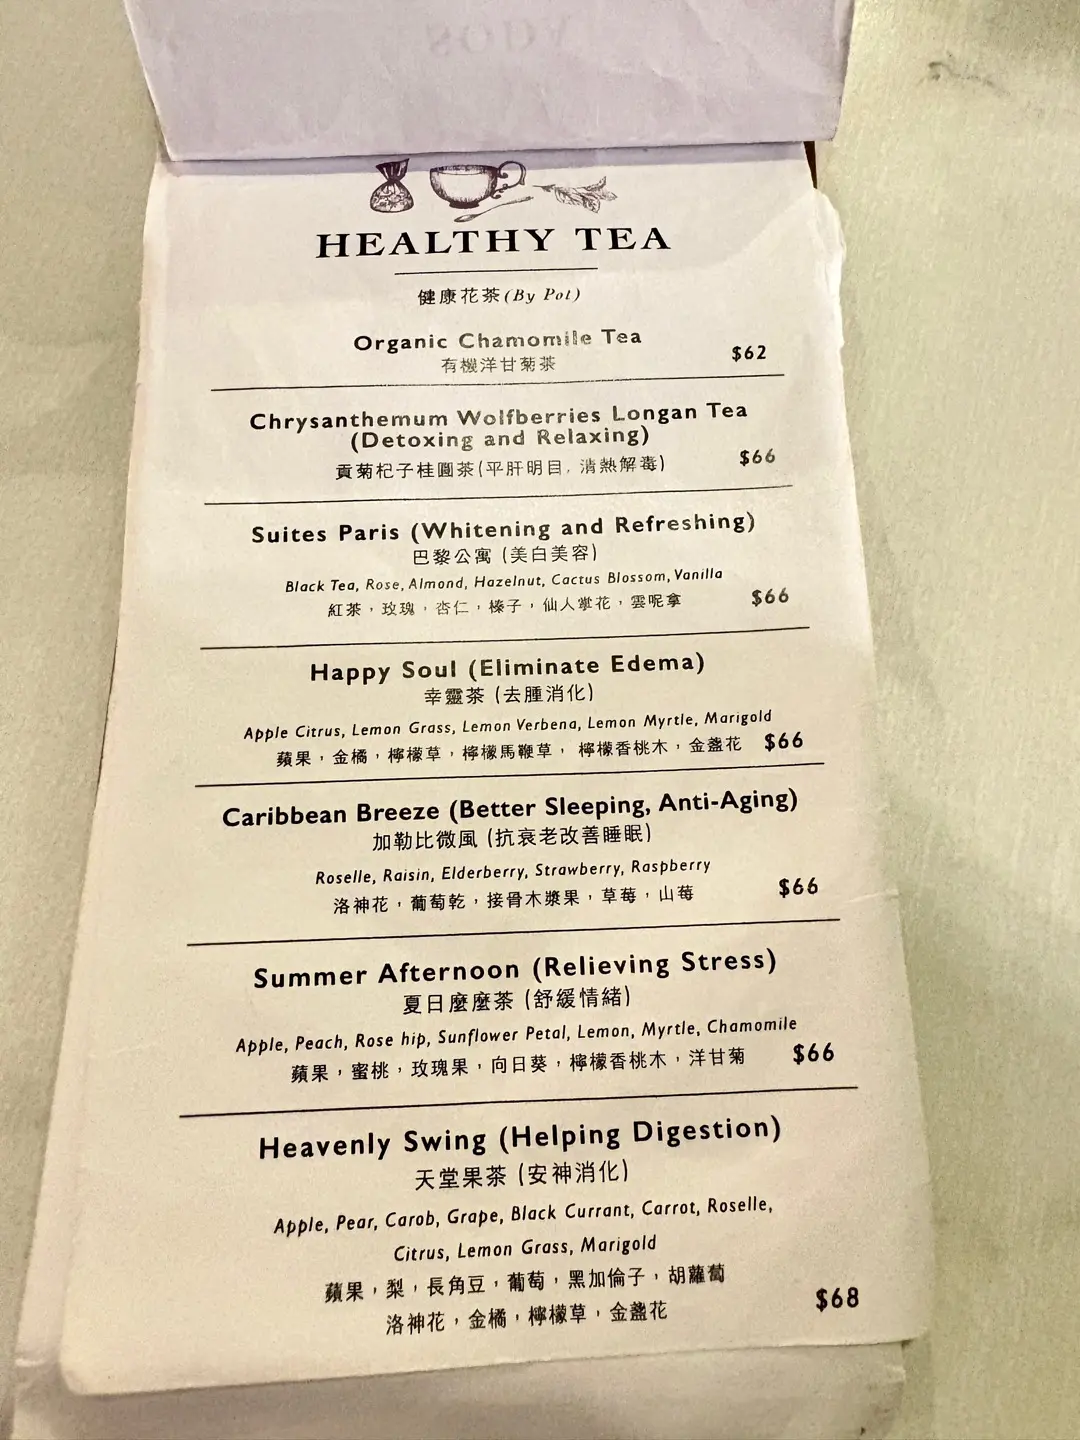 SODA
HEALTHY TEA
健康花茶(By Pot)
Organic Chamomile Tea
有機洋甘菊茶
$62
Chrysanthemum Wolfberries Longan Tea
(Detoxing and Relaxing)
貢菊杞子桂圓茶(平肝明目, 清熱解毒)
$66
Suites Paris (Whitening and Refreshing)
巴黎公寓 (美白美容)
Black Tea, Rose, Almond, Hazelnut, Cactus Blossom, Vanilla
紅茶，玫瑰，杏仁，榛子，仙人掌花，雲呢拿
$66
Happy Soul (Eliminate Edema)
幸靈茶 (去腫消化)
Apple Citrus, Lemon Grass, Lemon Verbena, Lemon Myrtle, Marigold
蘋果，金橘，檸檬草，檸檬馬鞭草， 檸檬香桃木，金盞花
$66
Caribbean Breeze (Better Sleeping, Anti-Aging)
加勒比微風 (抗衰老改善睡眠)
Roselle, Raisin, Elderberry, Strawberry, Raspberry
洛神花，葡萄乾，接骨木漿果，草莓，山莓
$66
Summer Afternoon (Relieving Stress)
夏日麼麼茶 (舒緩情緒)
Apple, Peach, Rose hip, Sunflower Petal, Lemon, Myrtle, Chamomile
蘋果，蜜桃，玫瑰果，向日葵，檸檬香桃木，洋甘菊
$66
Heavenly Swing (Helping Digestion)
天堂果茶 (安神消化)
Apple, Pear, Carob, Grape, Black Currant, Carrot, Roselle,
Citrus, Lemon Grass, Marigold
蘋果，梨，長角豆，葡萄，黑加倫子，胡蘿蔔
洛神花，金橘，檸檬草，金盞花
$68